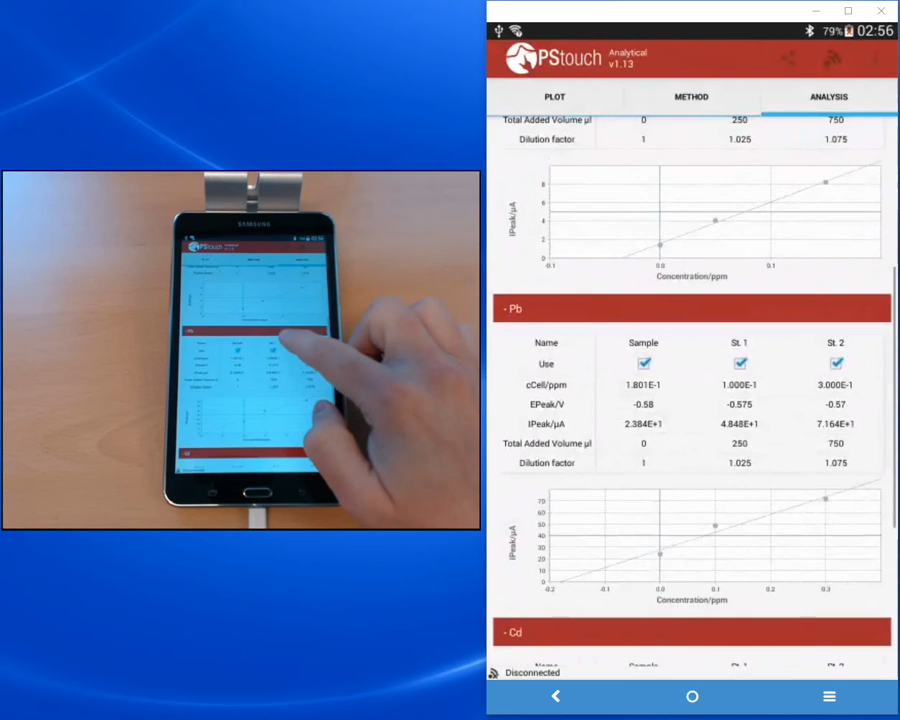 SAMSUNG
79% 02:56
PStouch Analytical
v1.13
PLOT METHOD ANALYSIS
Total Added Volume µl 0 250 750
Dilution factor 1 1.025 1.075
IPeak/µA
8
6
4
2
0
-0.1 0.0 0.1
Concentration/ppm
- Pb
Name Sample St. 1 St. 2
Use
cCell/ppm 1.801E-1 1.000E-1 3.000E-1
EPeak/V -0.58 -0.575 -0.57
IPeak/µA 2.384E+1 4.848E+1 7.164E+1
Total Added Volume µl 0 250 750
Dilution factor 1 1.025 1.075
IPeak/µA
70
60
50
40
30
20
10
0
-0.2 -0.1 0.0 0.1 0.2 0.3
Concentration/ppm
- Cd
Name Sample St. 1 St. 2
Disconnected